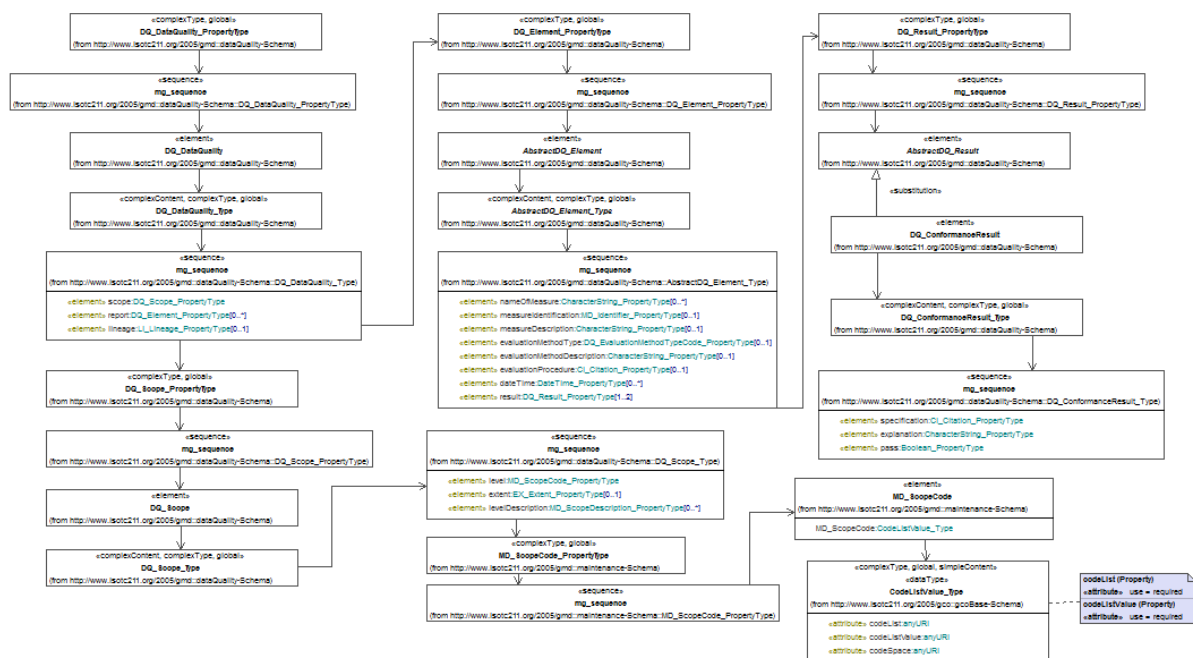 «complexType, global»
DQ_DataQuality_PropertyType
(from http://www.isotc211.org/2005/gmd::dataQuality-Schema)
«sequence»
mg_sequence
(from http://www.isotc211.org/2005/gmd::dataQuality-Schema::DQ_DataQuality_PropertyType)
«element»
DQ_DataQuality
(from http://www.isotc211.org/2005/gmd::dataQuality-Schema)
«complexContent, complexType, global»
DQ_DataQuality_Type
(from http://www.isotc211.org/2005/gmd::dataQuality-Schema)
«sequence»
mg_sequence
(from http://www.isotc211.org/2005/gmd::dataQuality-Schema::DQ_DataQuality_Type)
«element» scope:DQ_Scope_PropertyType
«element» report:DQ_Element_PropertyType[0..*]
«element» lineage:LI_Lineage_PropertyType[0..1]
«complexType, global»
DQ_Scope_PropertyType
(from http://www.isotc211.org/2005/gmd::dataQuality-Schema)
«sequence»
mg_sequence
(from http://www.isotc211.org/2005/gmd::dataQuality-Schema::DQ_Scope_PropertyType)
«element»
DQ_Scope
(from http://www.isotc211.org/2005/gmd::dataQuality-Schema)
«complexContent, complexType, global»
DQ_Scope_Type
(from http://www.isotc211.org/2005/gmd::dataQuality-Schema)
«complexType, global»
DQ_Element_PropertyType
(from http://www.isotc211.org/2005/gmd::dataQuality-Schema)
«sequence»
mg_sequence
(from http://www.isotc211.org/2005/gmd::dataQuality-Schema::DQ_Element_PropertyType)
«element»
AbstractDQ_Element
(from http://www.isotc211.org/2005/gmd::dataQuality-Schema)
«complexContent, complexType, global»
AbstractDQ_Element_Type
(from http://www.isotc211.org/2005/gmd::dataQuality-Schema)
«sequence»
mg_sequence
(from http://www.isotc211.org/2005/gmd::dataQuality-Schema::AbstractDQ_Element_Type)
«element» nameOfMeasure:CharacterString_PropertyType[0..*]
«element» measureIdentification:MD_Identifier_PropertyType[0..1]
«element» measureDescription:CharacterString_PropertyType[0..1]
«element» evaluationMethodType:DQ_EvaluationMethodTypeCode_PropertyType[0..1]
«element» evaluationMethodDescription:CharacterString_PropertyType[0..1]
«element» evaluationProcedure:CI_Citation_PropertyType[0..1]
«element» dateTime:DateTime_PropertyType[0..*]
«element» result:DQ_Result_PropertyType[1..2]
«sequence»
mg_sequence
(from http://www.isotc211.org/2005/gmd::dataQuality-Schema::DQ_Scope_Type)
«element» level:MD_ScopeCode_PropertyType
«element» extent:EX_Extent_PropertyType[0..1]
«element» levelDescription:MD_ScopeDescription_PropertyType[0..*]
«complexType, global»
MD_ScopeCode_PropertyType
(from http://www.isotc211.org/2005/gmd::maintenance-Schema)
«sequence»
mg_sequence
(from http://www.isotc211.org/2005/gmd::maintenance-Schema::MD_ScopeCode_PropertyType)
«complexType, global»
DQ_Result_PropertyType
(from http://www.isotc211.org/2005/gmd::dataQuality-Schema)
«sequence»
mg_sequence
(from http://www.isotc211.org/2005/gmd::dataQuality-Schema::DQ_Result_PropertyType)
«element»
AbstractDQ_Result
(from http://www.isotc211.org/2005/gmd::dataQuality-Schema)
«substitution»
«element»
DQ_ConformanceResult
(from http://www.isotc211.org/2005/gmd::dataQuality-Schema)
«complexContent, complexType, global»
DQ_ConformanceResult_Type
(from http://www.isotc211.org/2005/gmd::dataQuality-Schema)
«sequence»
mg_sequence
(from http://www.isotc211.org/2005/gmd::dataQuality-Schema::DQ_ConformanceResult_Type)
«element» specification:CI_Citation_PropertyType
«element» explanation:CharacterString_PropertyType
«element» pass:Boolean_PropertyType
«element»
MD_ScopeCode
(from http://www.isotc211.org/2005/gmd::maintenance-Schema)
MD_ScopeCode:CodeListValue_Type
«complexType, global, simpleContent»
«dataType»
CodeListValue_Type
(from http://www.isotc211.org/2005/gco::gcoBase-Schema)
«attribute» codeList:anyURI
«attribute» codeListValue:anyURI
«attribute» codeSpace:anyURI
codeList (Property)
«attribute» use = required
codeListValue (Property)
«attribute» use = required